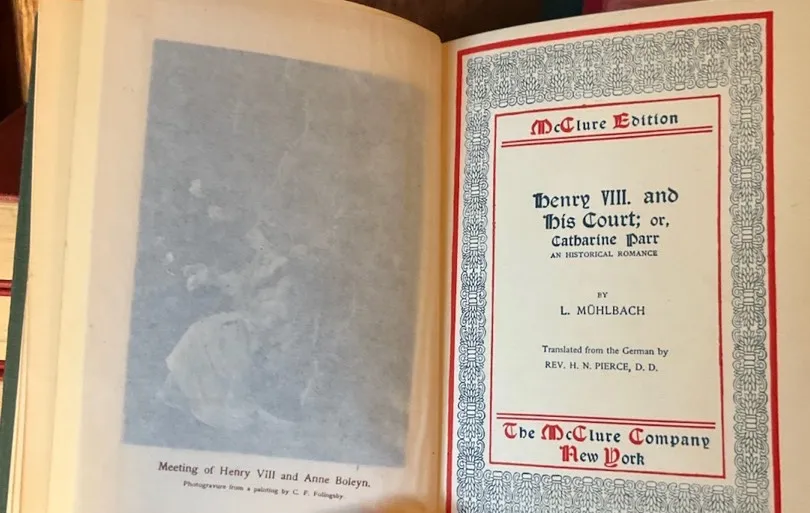 Meeting of Henry VIII and Anne Boleyn.
Photogravure from a painting by C. F. Folingsby.
McClure Edition
Henry VIII. and
His Court; or,
Catharine Parr
AN HISTORICAL ROMANCE
BY
L. MÜHLBACH
Translated from the German by
REV. H. N. PIERCE, D. D.
The McClure Company
New York